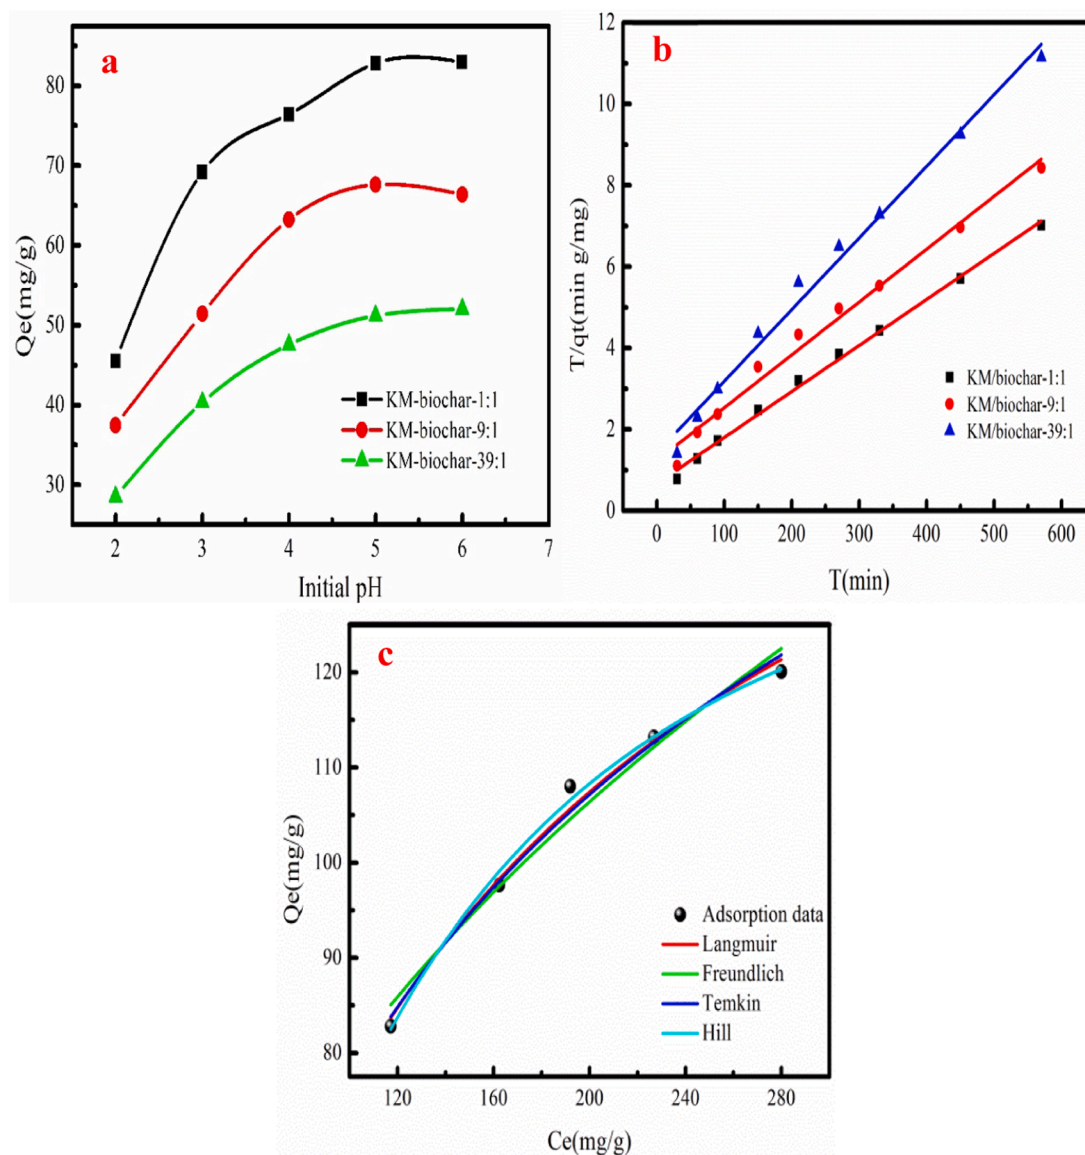 a
Qe(mg/g)
80
70
60
50
40
30
KM-biochar-1:1
KM-biochar-9:1
KM-biochar-39:1
2 3 4 5 6 7
Initial pH
b
T/qt(min g/mg)
12
10
8
6
4
2
0
KM/biochar-1:1
KM/biochar-9:1
KM/biochar-39:1
0 100 200 300 400 500 600
T(min)
c
Qe(mg/g)
120
110
100
90
80
Adsorption data
Langmuir
Freundlich
Temkin
Hill
120 160 200 240 280
Ce(mg/g)